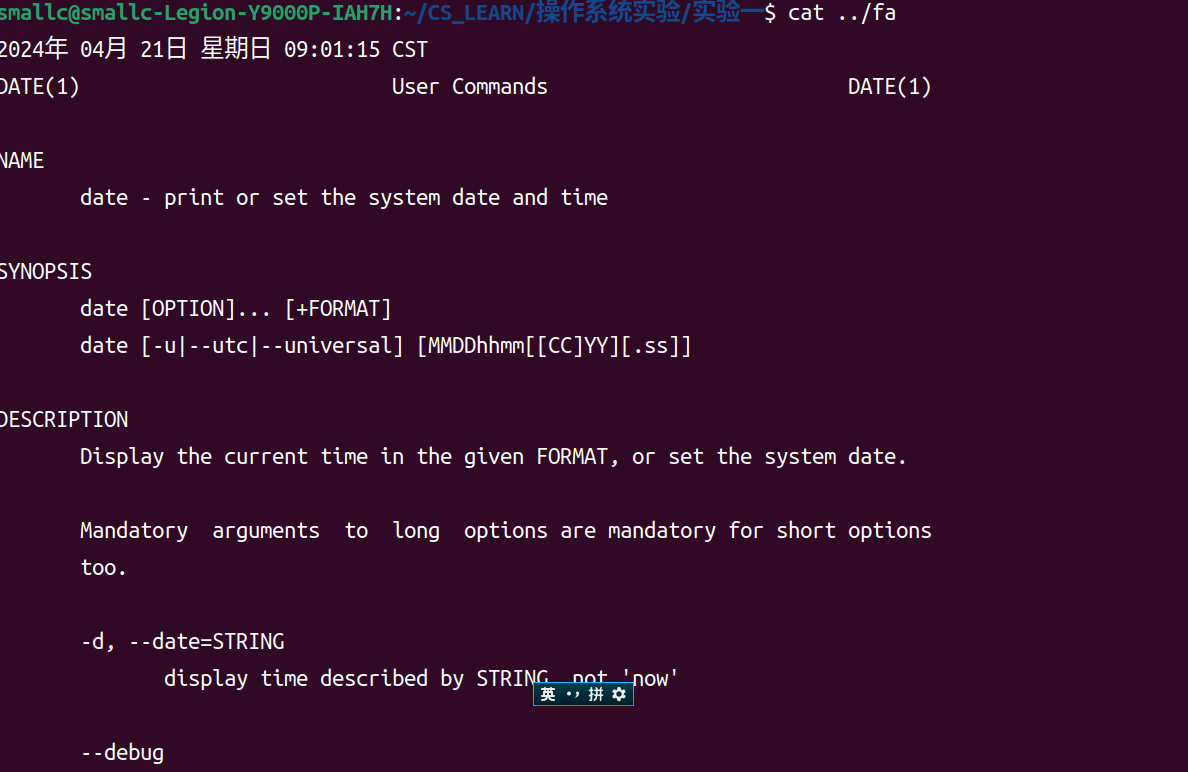 smallc@smallc-Legion-Y9000P-IAH7H:~/CS_LEARN/操作系统实验/实验一$ cat ../fa
2024年 04月 21日 星期日 09:01:15 CST
DATE(1) User Commands DATE(1)
NAME
date - print or set the system date and time
SYNOPSIS
date [OPTION]... [+FORMAT]
date [-u|--utc|--universal] [MMDDhhmm[[CC]YY][.ss]]
DESCRIPTION
Display the current time in the given FORMAT, or set the system date.
Mandatory arguments to long options are mandatory for short options
too.
-d, --date=STRING
display time described by STRING, not 'now'
英 拼
--debug